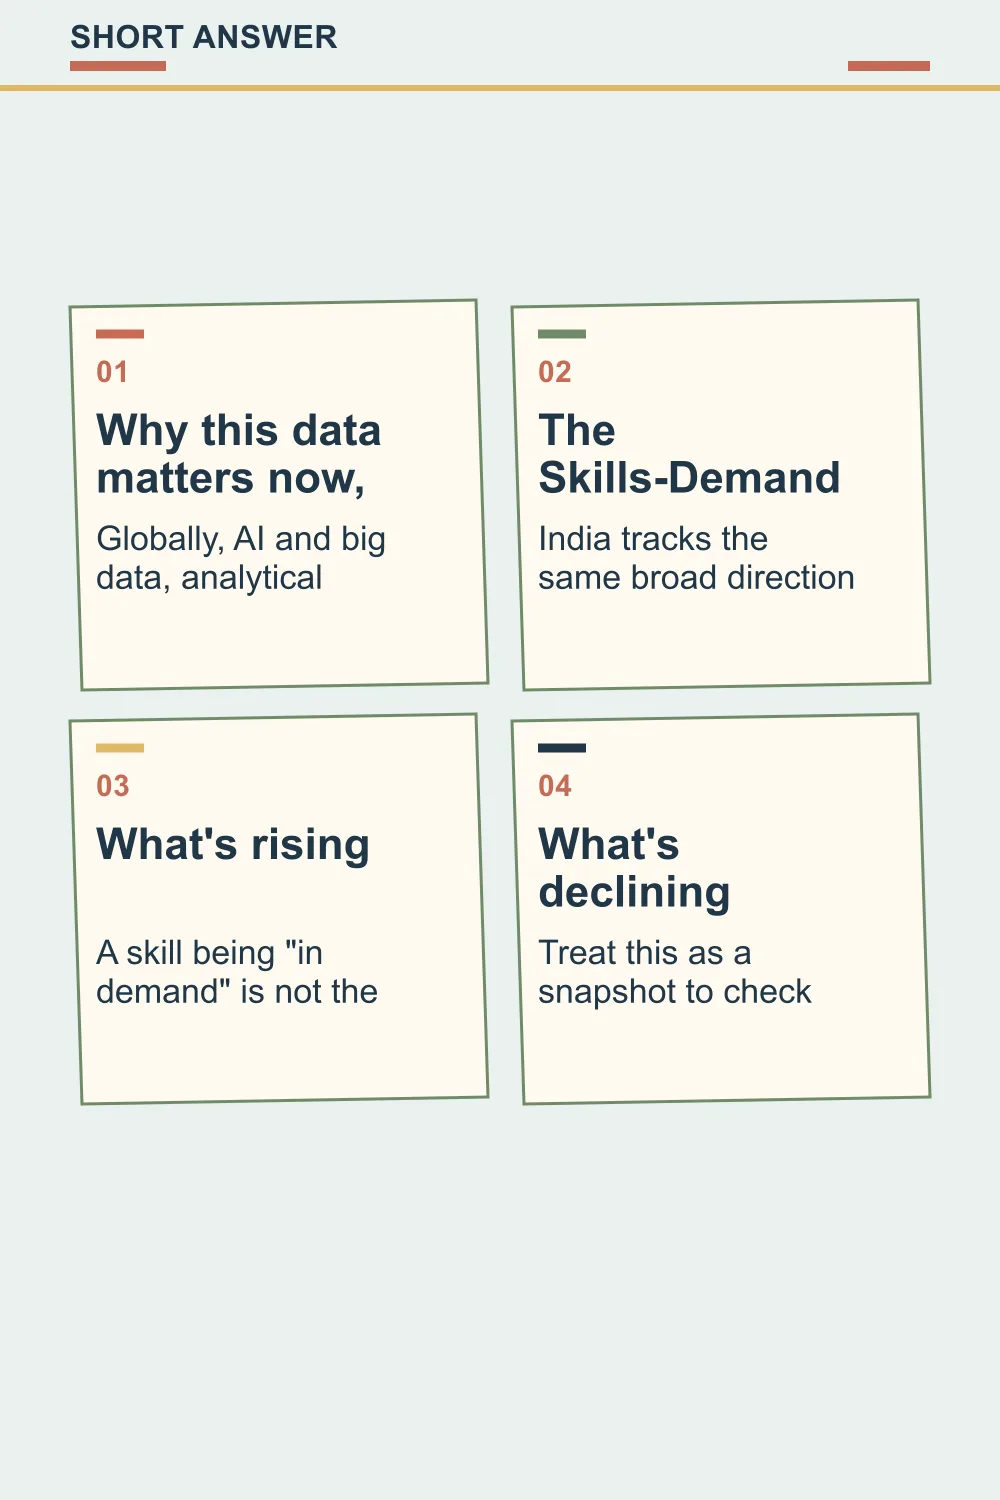 SHORT ANSWER
01
Why this data
matters now,
Globally, AI and big
data, analytical
02
The
Skills-Demand
India tracks the
same broad direction
03
What's rising
A skill being "in
demand" is not the
04
What's
declining
Treat this as a
snapshot to check